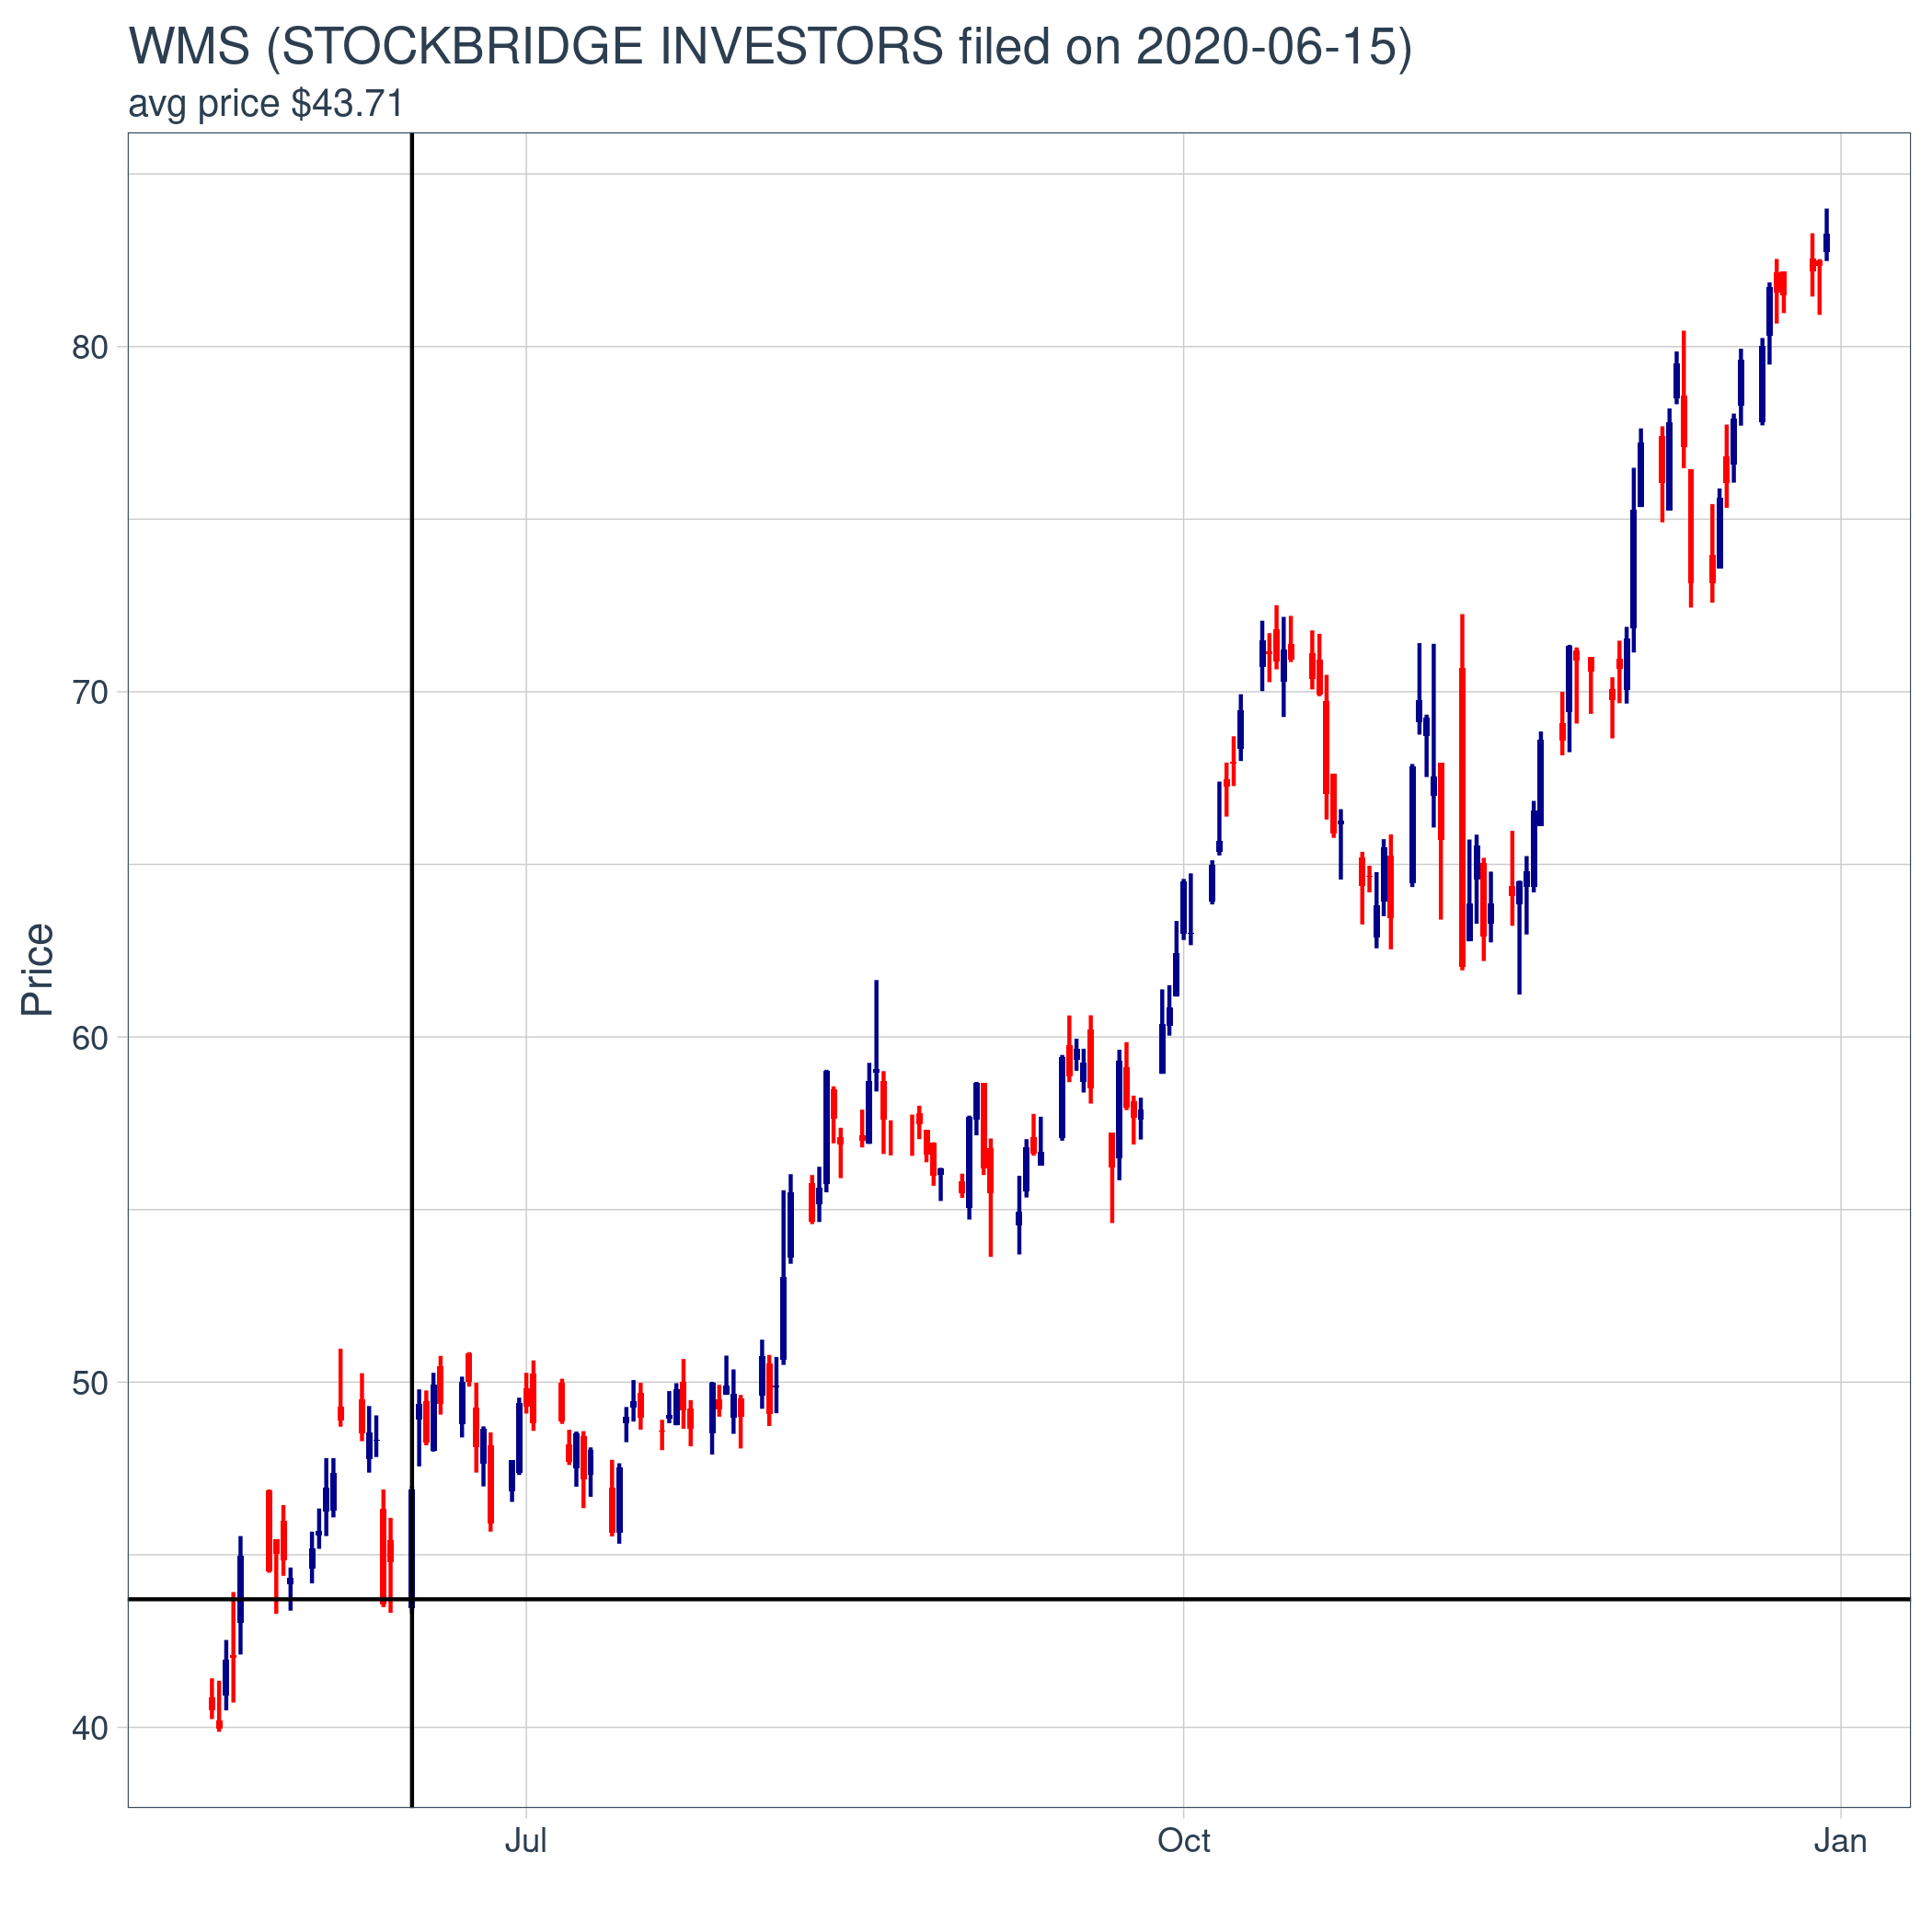 WMS (STOCKBRIDGE INVESTORS filed on 2020-06-15)
avg price $43.71
80
70
60
50
40
Price
Jul
Oct
Jan